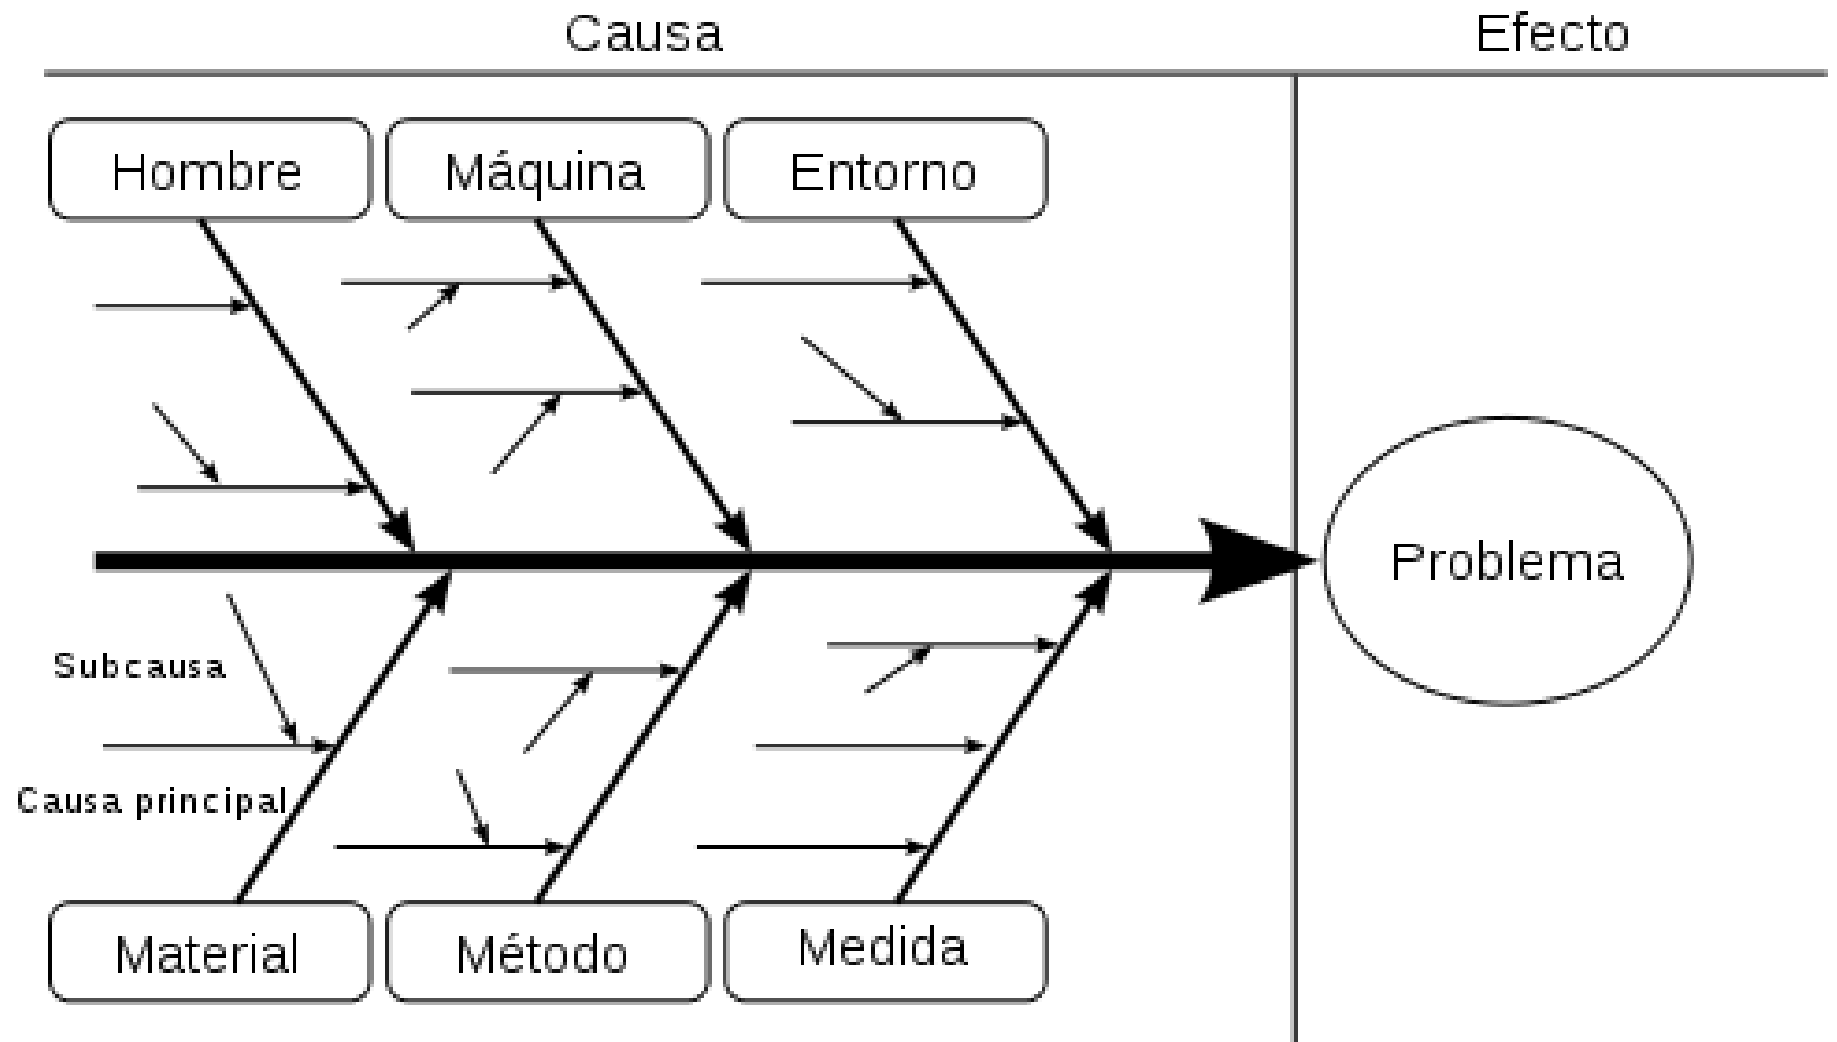 Causa
Efecto
Hombre
Máquina
Entorno
Problema
Subcausa
Causa principal
Material
Método
Medida